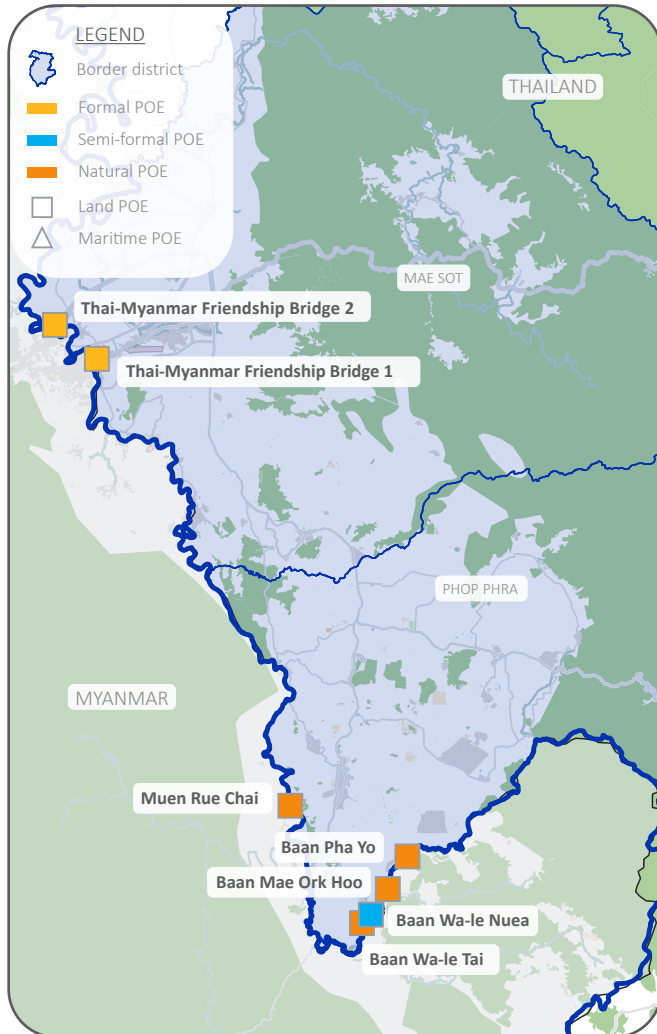 LEGEND
Border district
Formal POE
Semi-formal POE
Natural POE
Land POE
Maritime POE
THAILAND
MAE SOT
Thai-Myanmar Friendship Bridge 2
Thai-Myanmar Friendship Bridge 1
PHOP PHRA
MYANMAR
Muen Rue Chai
Baan Pha Yo
Baan Mae Ork Hoo
Baan Wa-le Nuea
Baan Wa-le Tai